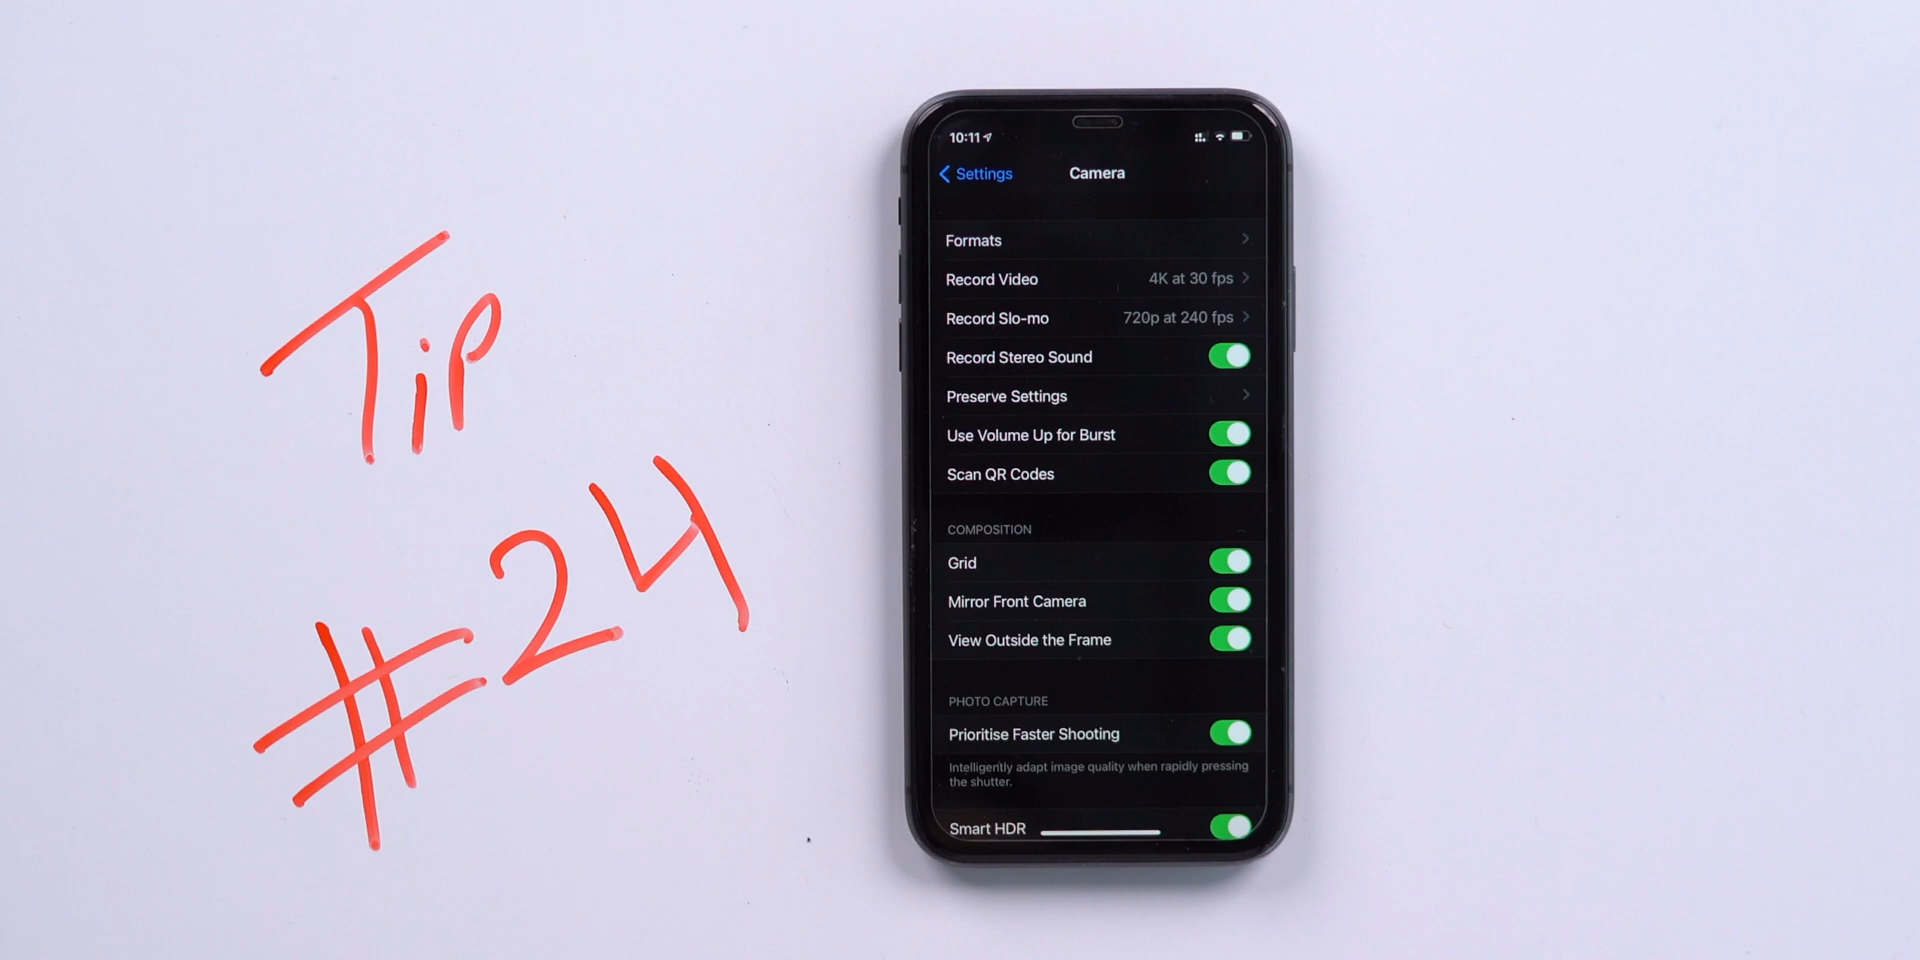 Tip
#24
10:11
Settings
Camera
Formats
Record Video 4K at 30 fps
Record Slo-mo 720p at 240 fps
Record Stereo Sound
Preserve Settings
Use Volume Up for Burst
Scan QR Codes
COMPOSITION
Grid
Mirror Front Camera
View Outside the Frame
PHOTO CAPTURE
Prioritise Faster Shooting
Intelligently adapt image quality when rapidly pressing
the shutter.
Smart HDR